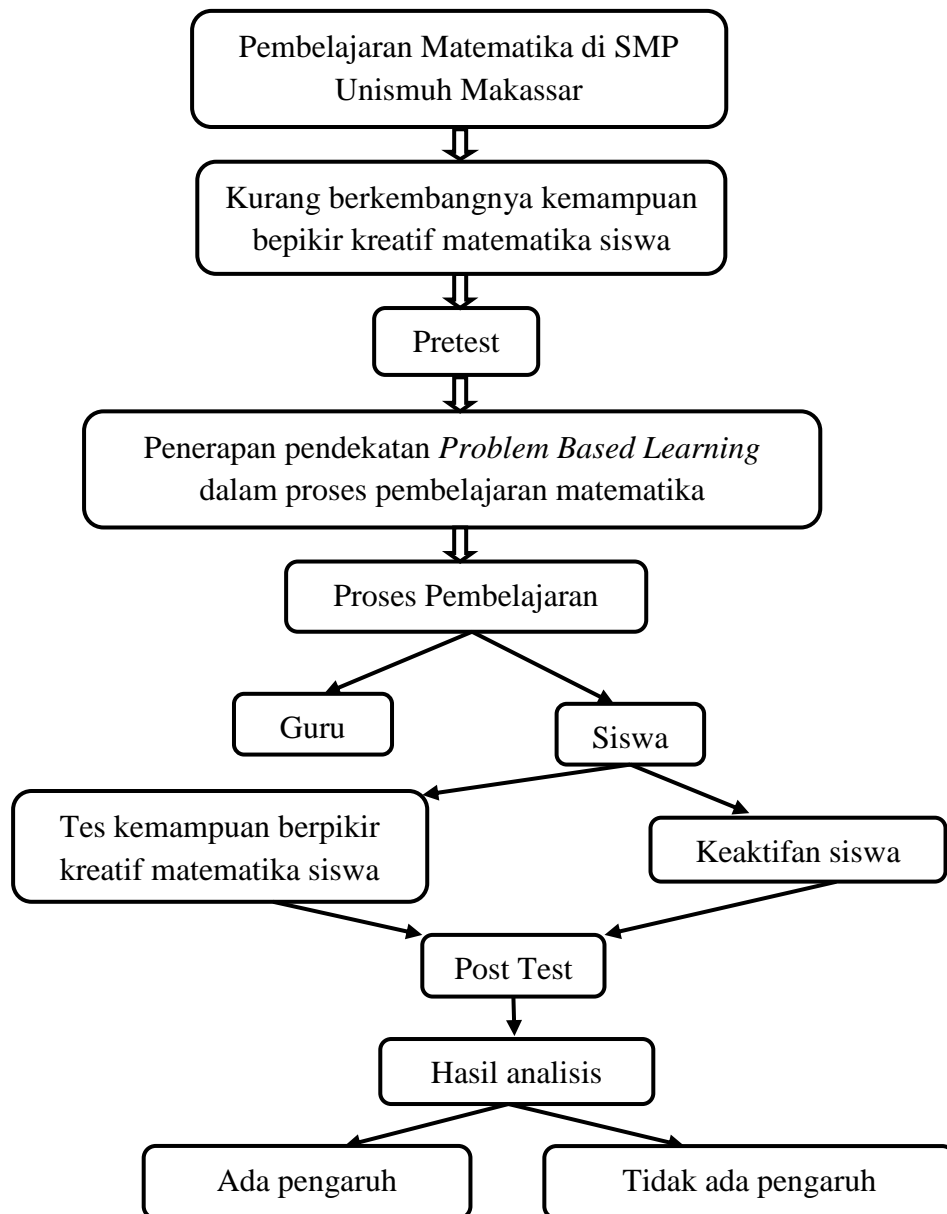 Pembelajaran Matematika di SMP
Unismuh Makassar
Kurang berkembangnya kemampuan
bepikir kreatif matematika siswa
Pretest
Penerapan pendekatan Problem Based Learning
dalam proses pembelajaran matematika
Proses Pembelajaran
Guru
Siswa
Tes kemampuan berpikir
kreatif matematika siswa
Keaktifan siswa
Post Test
Hasil analisis
Ada pengaruh
Tidak ada pengaruh